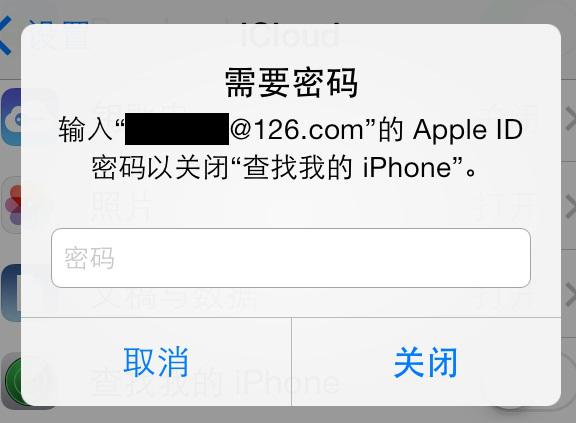 设置
iCloud
需要密码
输入“@126.com”的 Apple ID
密码以关闭“查找我的 iPhone”。
照片
打开
密码
文稿与数据
打开
取消
关闭
查找我的 iPhone